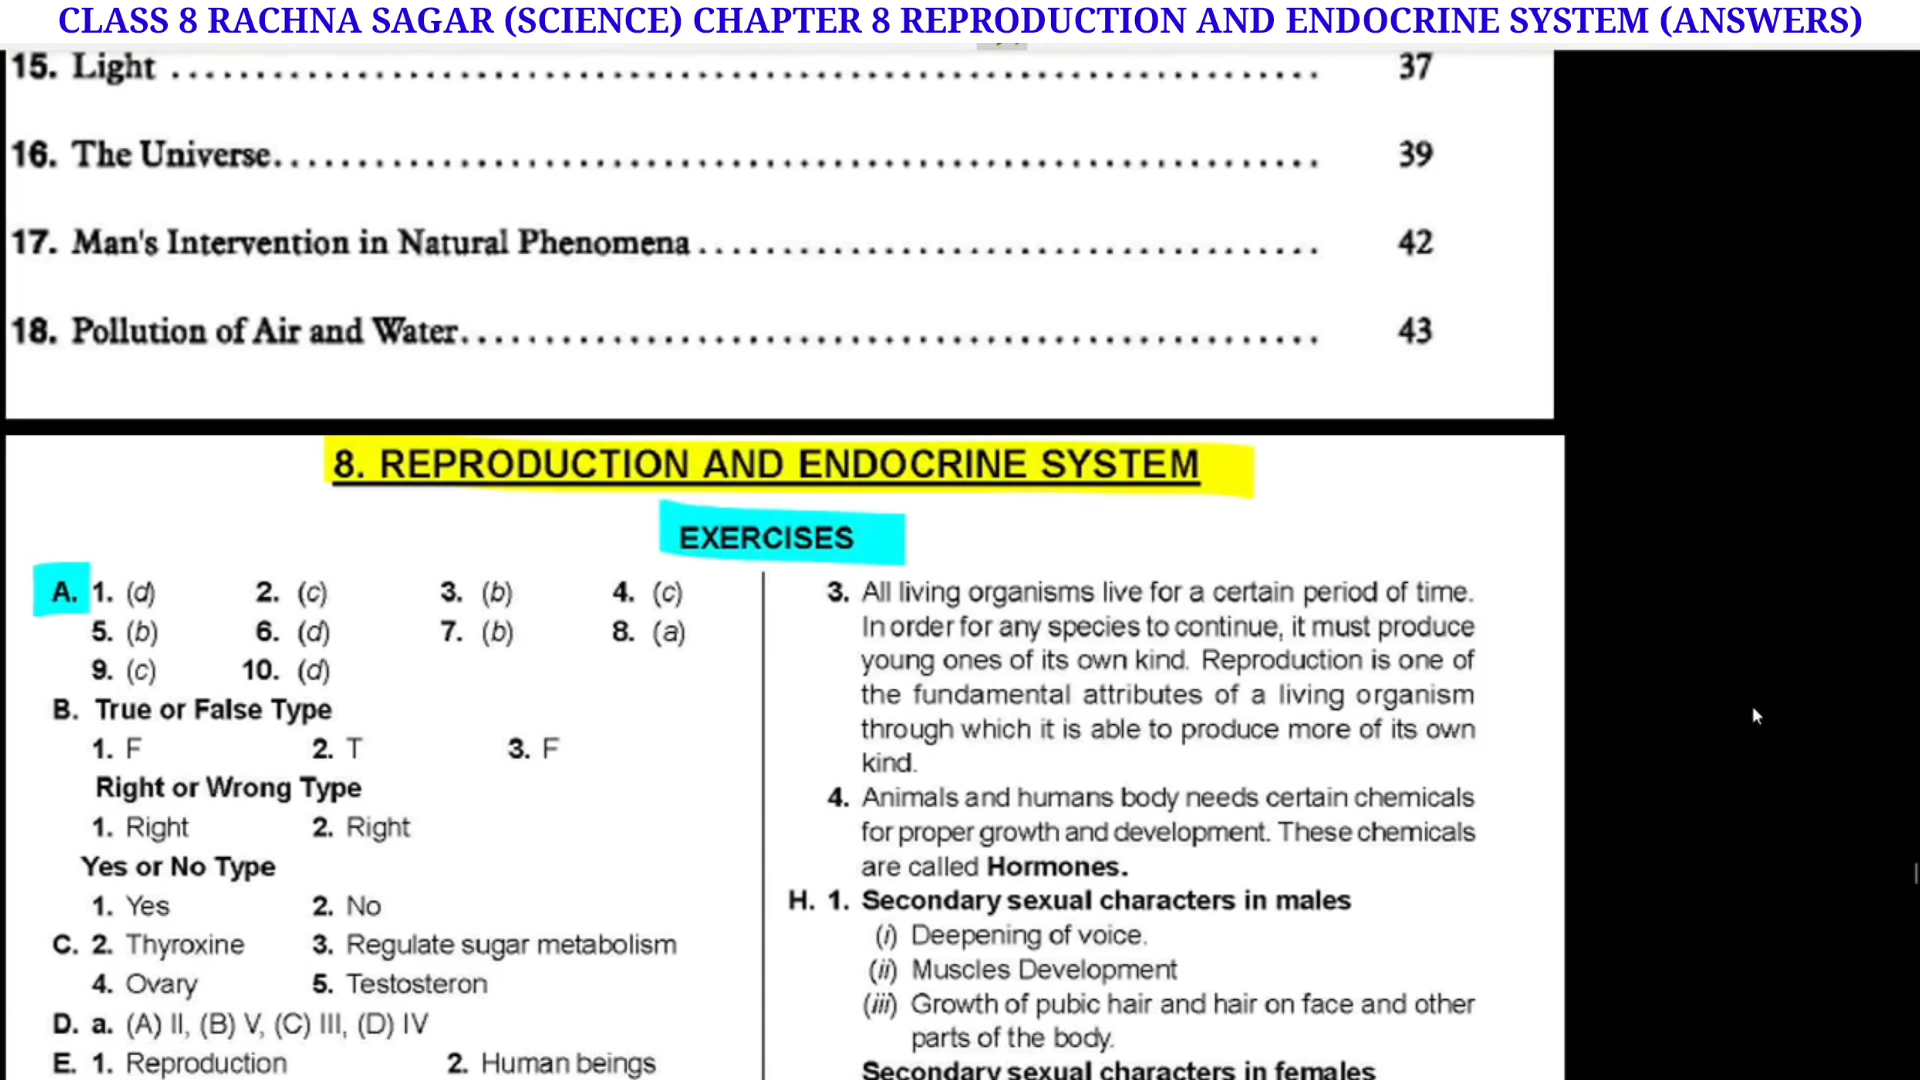 CLASS 8 RACHNA SAGAR (SCIENCE) CHAPTER 8 REPRODUCTION AND ENDOCRINE SYSTEM (ANSWERS)
15. Light ........ 37
16. The Universe........ 39
17. Man's Intervention in Natural Phenomena........ 42
18. Pollution of Air and Water........ 43
8. REPRODUCTION AND ENDOCRINE SYSTEM
EXERCISES
A. 1. (d) 2. (c) 3. (b) 4. (c)
5. (b) 6. (d) 7. (b) 8. (a)
9. (c) 10. (d)
B. True or False Type
1. F 2. T 3. F
Right or Wrong Type
1. Right 2. Right
Yes or No Type
1. Yes 2. No
C. 2. Thyroxine 3. Regulate sugar metabolism
4. Ovary 5. Testosteron
D. a. (A) II, (B) V, (C) III, (D) IV
E. 1. Reproduction 2. Human beings
3. All living organisms live for a certain period of time.
In order for any species to continue, it must produce
young ones of its own kind. Reproduction is one of
the fundamental attributes of a living organism
through which it is able to produce more of its own
kind.
4. Animals and humans body needs certain chemicals
for proper growth and development. These chemicals
are called Hormones.
H. 1. Secondary sexual characters in males
(i) Deepening of voice.
(ii) Muscles Development
(iii) Growth of pubic hair and hair on face and other
parts of the body.
Secondary sexual characters in females